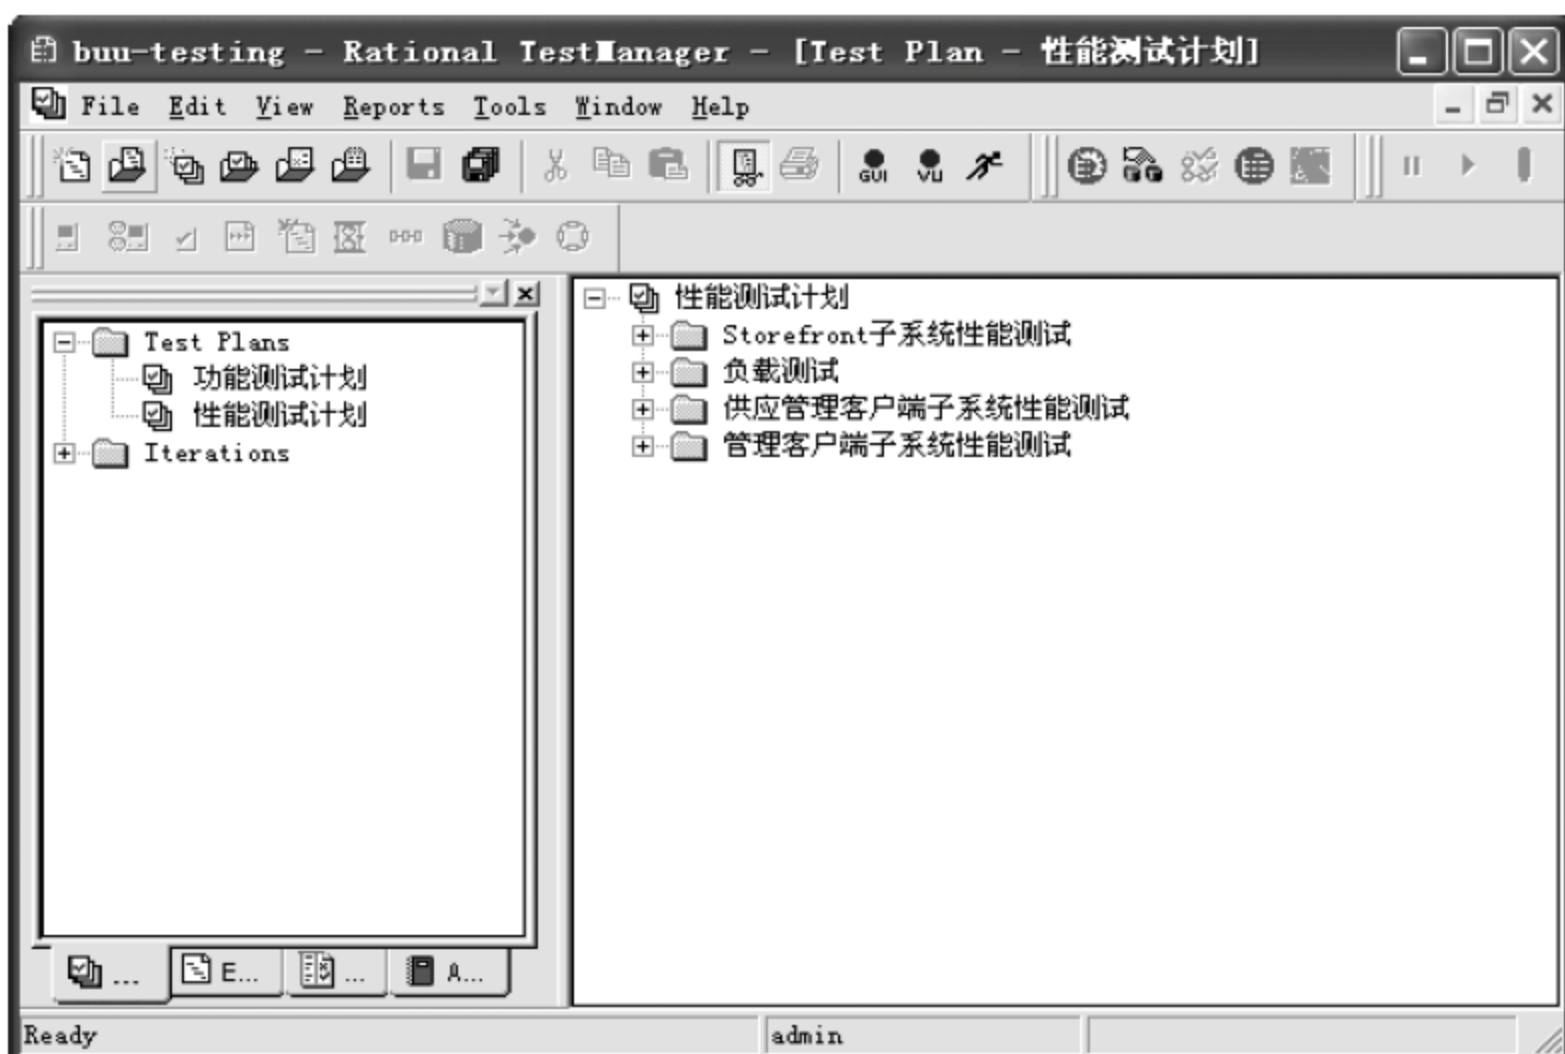 buu-testing - Rational TestManager - [Test Plan - 性能测试计划]
File Edit View Reports Tools Window Help
GUI VU
Test Plans
功能测试计划
性能测试计划
Iterations
性能测试计划
Storefront子系统性能测试
负载测试
供应管理客户端子系统性能测试
管理客户端子系统性能测试
... E... ... A...
Ready admin